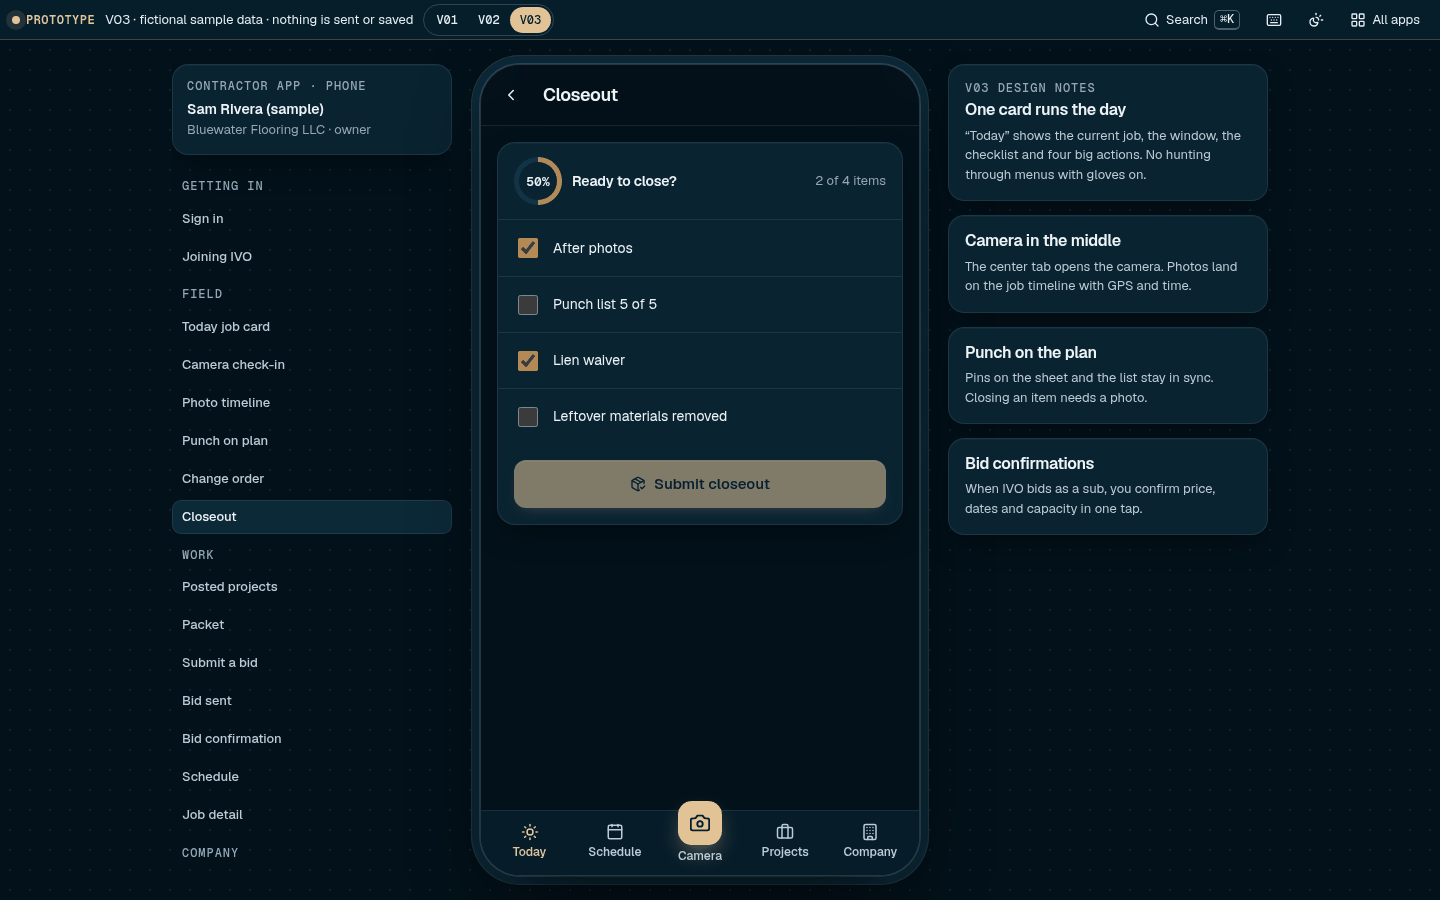 PROTOTYPE V03 · fictional sample data · nothing is sent or saved V01 V02 V03 Search ⌘K All apps
CONTRACTOR APP · PHONE
Sam Rivera (sample)
Bluewater Flooring LLC · owner
GETTING IN
Sign in
Joining IVO
FIELD
Today job card
Camera check-in
Photo timeline
Punch on plan
Change order
Closeout
WORK
Posted projects
Packet
Submit a bid
Bid sent
Bid confirmation
Schedule
Job detail
COMPANY
Closeout
50% Ready to close? 2 of 4 items
After photos
Punch list 5 of 5
Lien waiver
Leftover materials removed
Submit closeout
Today Schedule Camera Projects Company
V03 DESIGN NOTES
One card runs the day
“Today” shows the current job, the window, the
checklist and four big actions. No hunting
through menus with gloves on.
Camera in the middle
The center tab opens the camera. Photos land
on the job timeline with GPS and time.
Punch on the plan
Pins on the sheet and the list stay in sync.
Closing an item needs a photo.
Bid confirmations
When IVO bids as a sub, you confirm price,
dates and capacity in one tap.